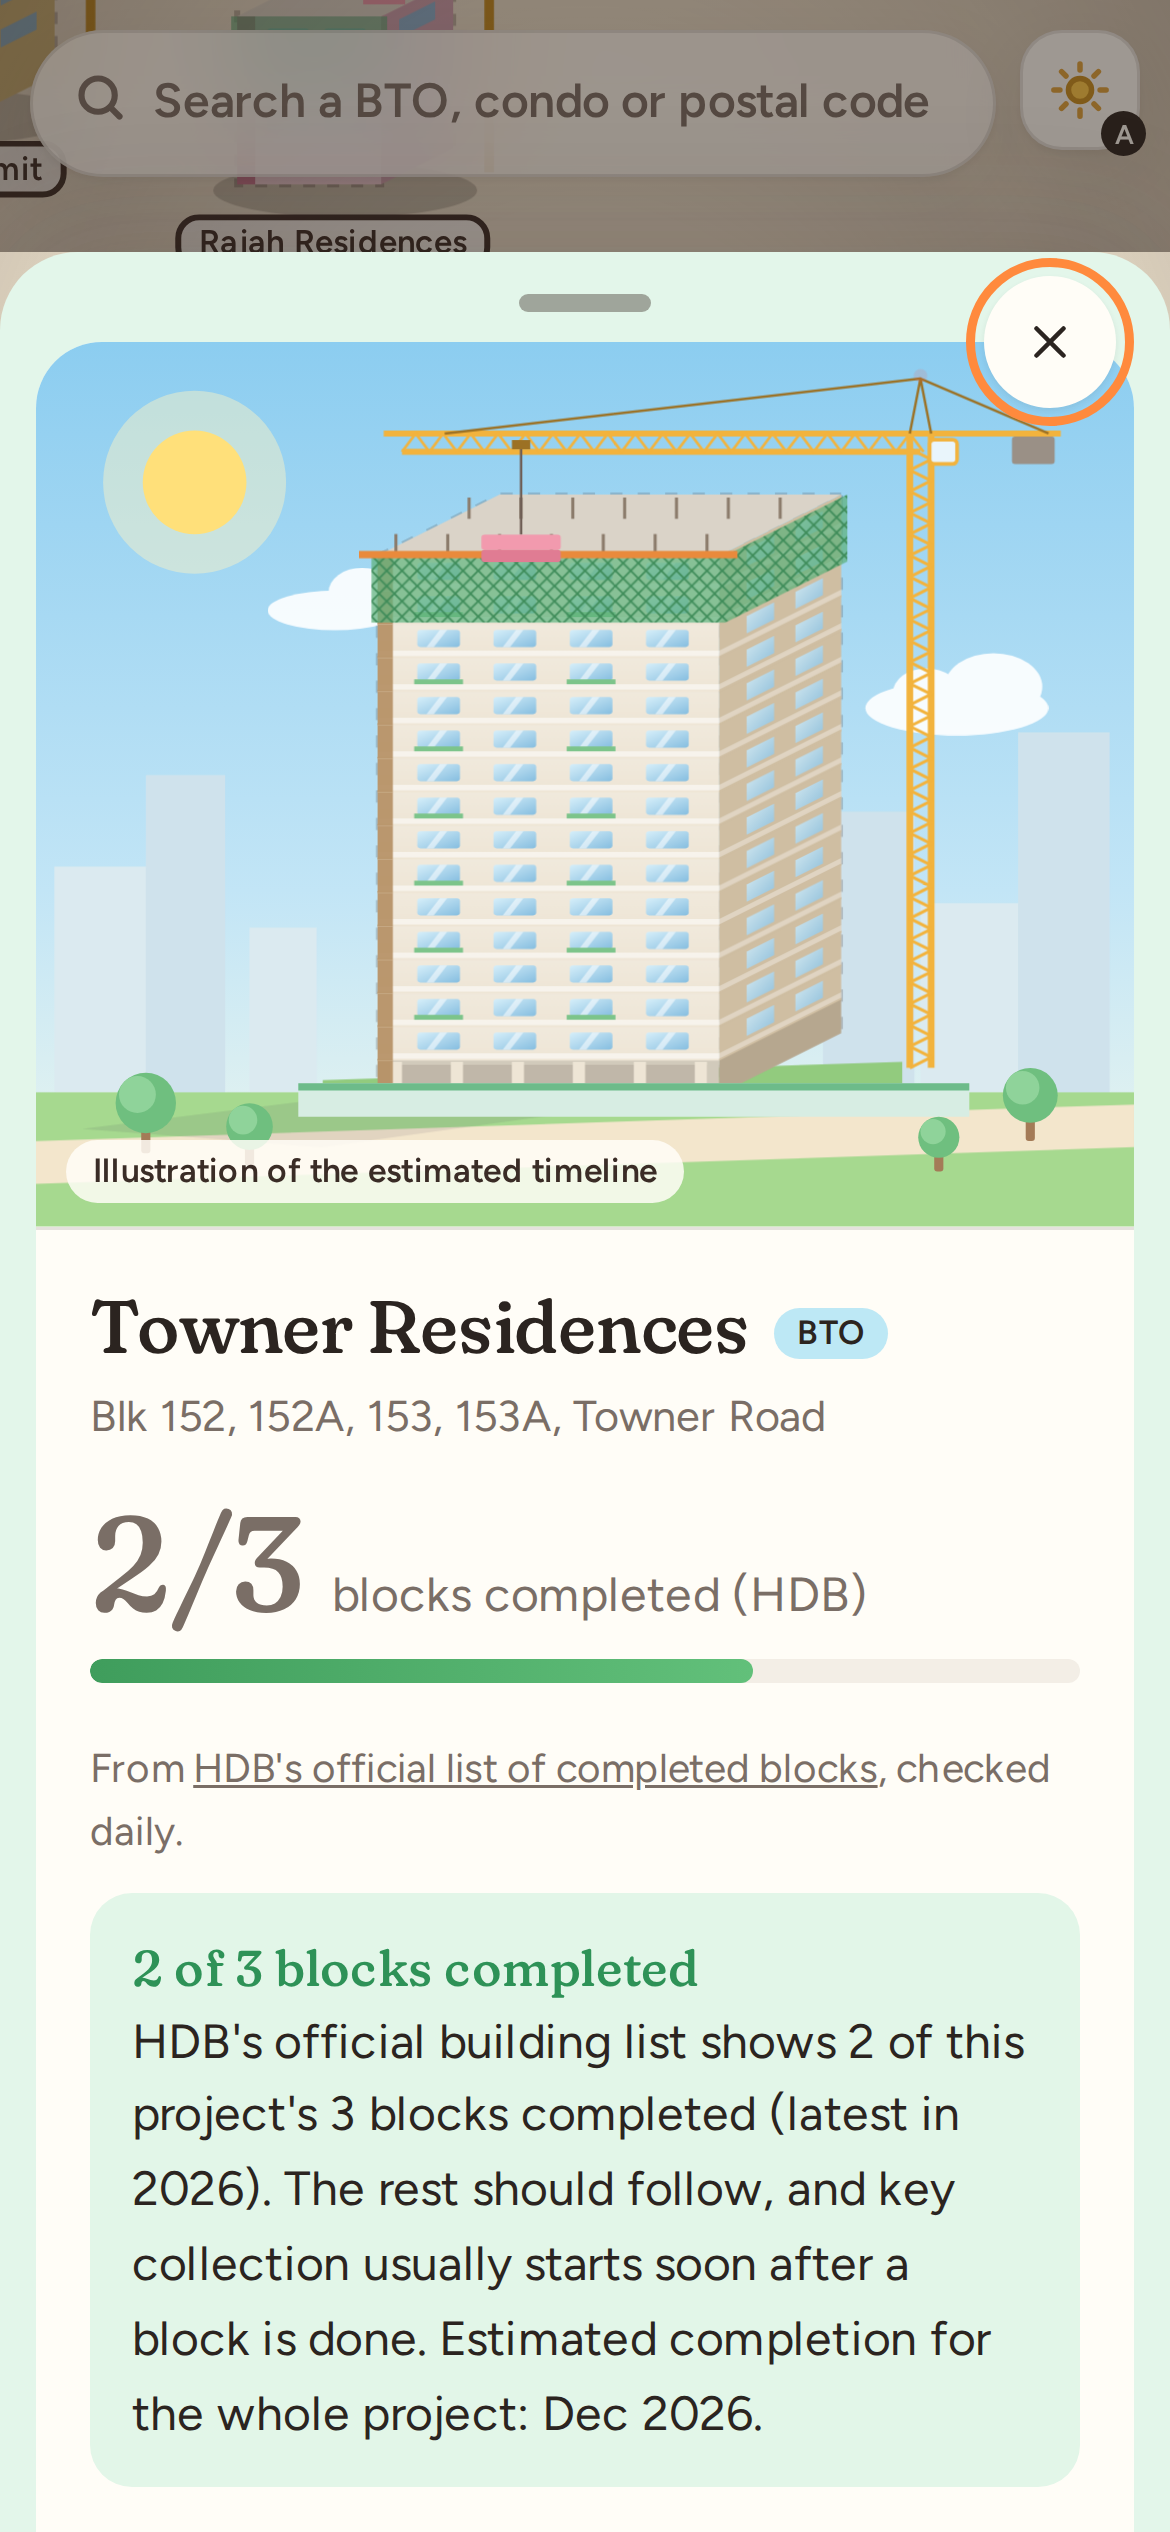 Search a BTO, condo or postal code
A
mit
Rajah Residences
Illustration of the estimated timeline
Towner Residences BTO
Blk 152, 152A, 153, 153A, Towner Road
2/3 blocks completed (HDB)
From HDB's official list of completed blocks, checked
daily.
2 of 3 blocks completed
HDB's official building list shows 2 of this
project's 3 blocks completed (latest in
2026). The rest should follow, and key
collection usually starts soon after a
block is done. Estimated completion for
the whole project: Dec 2026.